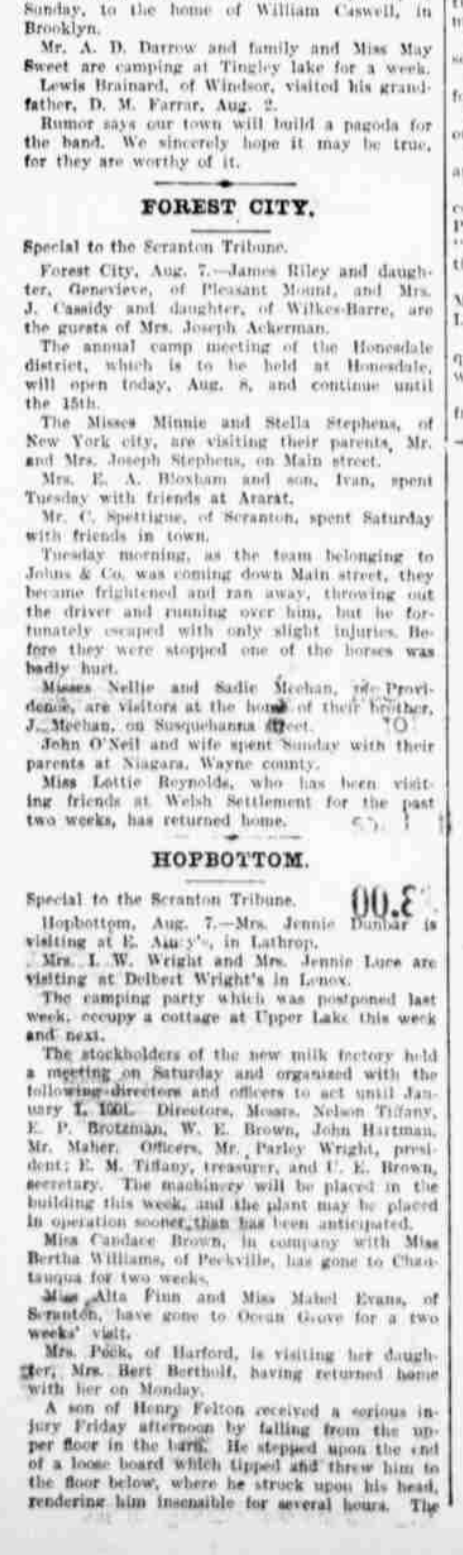 Sunday, to the home of William Caswell, in
Brooklyn.
Mr. A. D. Darrow and family and Miss May
Sweet are camping at Tingley lake for a week.
Lewis Brainard, of Windsor, visited his grand-
father, D. M. Farrar, Aug. 2.
Rumor says our town will build a pagoda for
the band. We sincerely hope it may be true,
for they are worthy of it.
FOREST CITY.
Special to the Scranton Tribune.
Forest City, Aug. 7.—James Riley and daugh-
ter, Genevieve, of Pleasant Mount, and Mrs.
J. Cassidy and daughter, of Wilkes-Barre, are
the guests of Mrs. Joseph Ackerman.
The annual camp meeting of the Honesdale
district, which is to be held at Honesdale,
will open today, Aug. 8, and continue until
the 15th.
The Misses Minnie and Stella Stephens, of
New York city, are visiting their parents, Mr.
and Mrs. Joseph Stephens, on Main street.
Mrs. E. A. Bloxham and son, Ivan, spent
Tuesday with friends at Ararat.
Mr. C. Spettigue, of Scranton, spent Saturday
with friends in town.
Tuesday morning, as the team belonging to
Johns & Co. was coming down Main street, they
became frightened and ran away, throwing out
the driver and running over him, but he for-
tunately escaped with only slight injuries. Be-
fore they were stopped one of the horses was
badly hurt.
Misses Nellie and Sadie Meehan, Provi-
dence, are visitors at the home of their brother,
J. Meehan, on Susquehanna street.
John O'Neil and wife spent Sunday with their
parents at Niagara, Wayne county.
Miss Lottie Reynolds, who has been visit-
ing friends at Welsh Settlement for the past
two weeks, has returned home.
HOPBOTTOM.
Special to the Scranton Tribune.
Hopbottom, Aug. 7.—Mrs. Jennie Dunbar is
visiting at E. in Lathrop.
Mrs. I. W. Wright and Mrs. Jennie Luce are
visiting at Delbert Wright's in Lenox.
The camping party which was postponed last
week, occupy a cottage at Upper Lake this week
and next.
The stockholders of the new milk factory held
a meeting on Saturday and organized with the
following directors and officers to act until Jan-
uary 1, Directors, Messrs. Nelson Tiffany,
E. P. Brotzman, W. E. Brown, John Hartman,
Mr. Maher. Officers, Mr. Parley Wright, presi-
dent; E. M. Tiffany, treasurer, and E. Brown,
secretary. The machinery will be placed in the
building this week, and the plant may be placed
in operation sooner than has been anticipated.
Miss Candace Brown, in company with Miss
Bertha Williams, of Peckville, has gone to Chau-
tauqua for two weeks.
Miss Alta Finn and Miss Mabel Evans, of
Scranton, have gone to Ocean Grove for a two
weeks' visit.
Mrs. Peck, of Harford, is visiting her daugh-
ter, Mrs. Bert Bertholf, having returned home
with her on Monday.
A son of Henry Felton received a serious in-
jury Friday afternoon by falling from the up-
per floor in the barn. He stepped upon the end
of a loose board which tipped and threw him to
the floor below, where he struck upon his head,
rendering him insensible for several hours. The